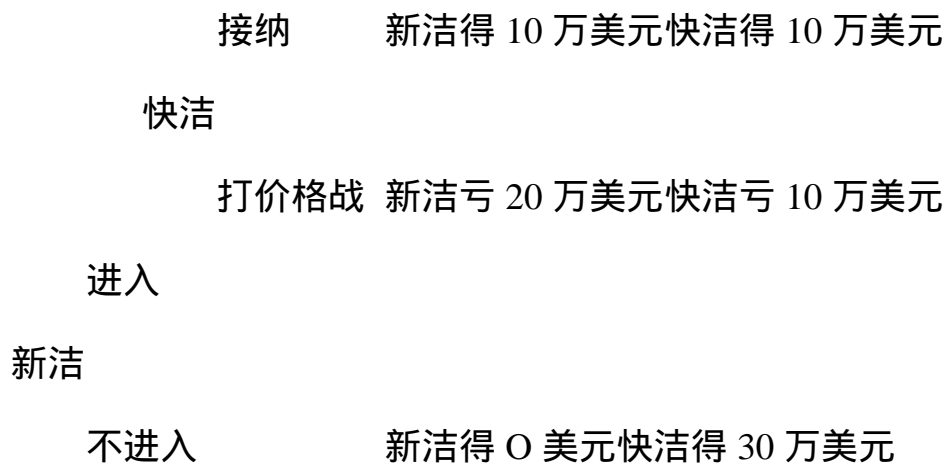 接纳 新洁得 10 万美元快洁得 10 万美元
快洁
打价格战 新洁亏 20 万美元快洁亏 10 万美元
进入
新洁
不进入 新洁得 O 美元快洁得 30 万美元